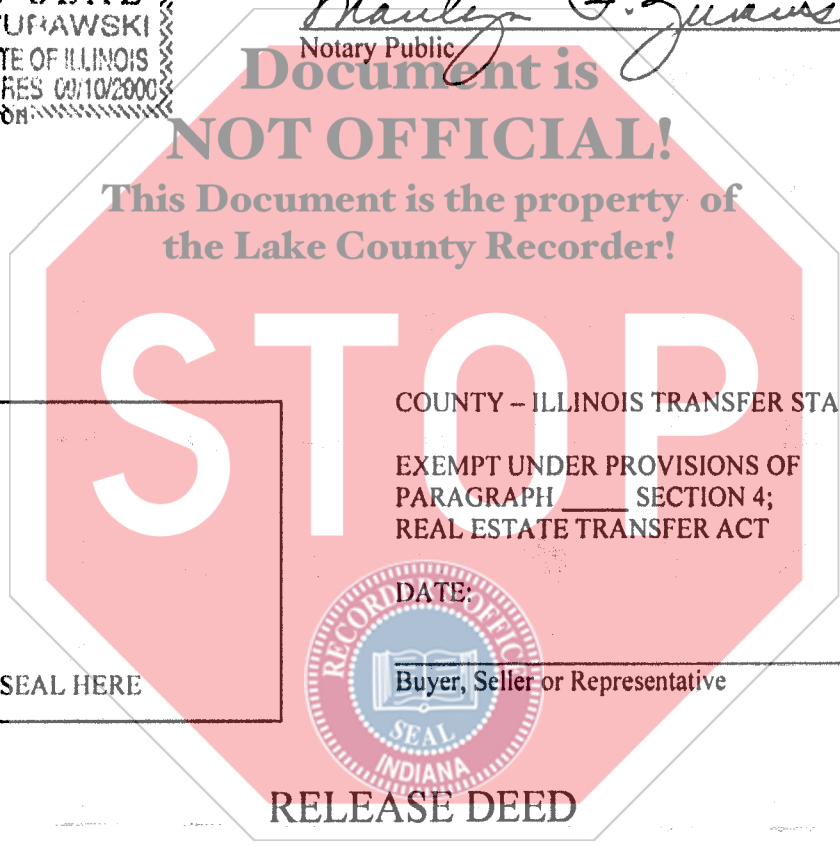 URAWSKI
TE OF ILLINOIS
RES 09/10/2000
Marilyn F. Zurawski
Notary Public
Document is
NOT OFFICIAL!
This Document is the property of
the Lake County Recorder!
STOP
COUNTY – ILLINOIS TRANSFER STA
EXEMPT UNDER PROVISIONS OF
PARAGRAPH _____ SECTION 4;
REAL ESTATE TRANSFER ACT
DATE:
SEAL HERE
Buyer, Seller or Representative
RECORDER'S OFFICE
SEAL
INDIANA
RELEASE DEED